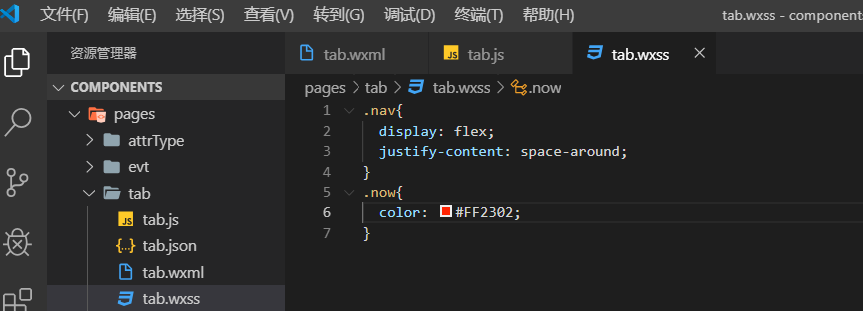 文件(F) 编辑(E) 选择(S) 查看(V) 转到(G) 调试(D) 终端(T) 帮助(H) tab.wxss - component
资源管理器
COMPONENTS
pages
attrType
evt
tab
JS tab.js
{..} tab.json
tab.wxml
tab.wxss
tab.wxml JS tab.js tab.wxss
pages > tab > tab.wxss > .now
1 .nav{
2 display: flex;
3 justify-content: space-around;
4 }
5 .now{
6 color: #FF2302;
7 }